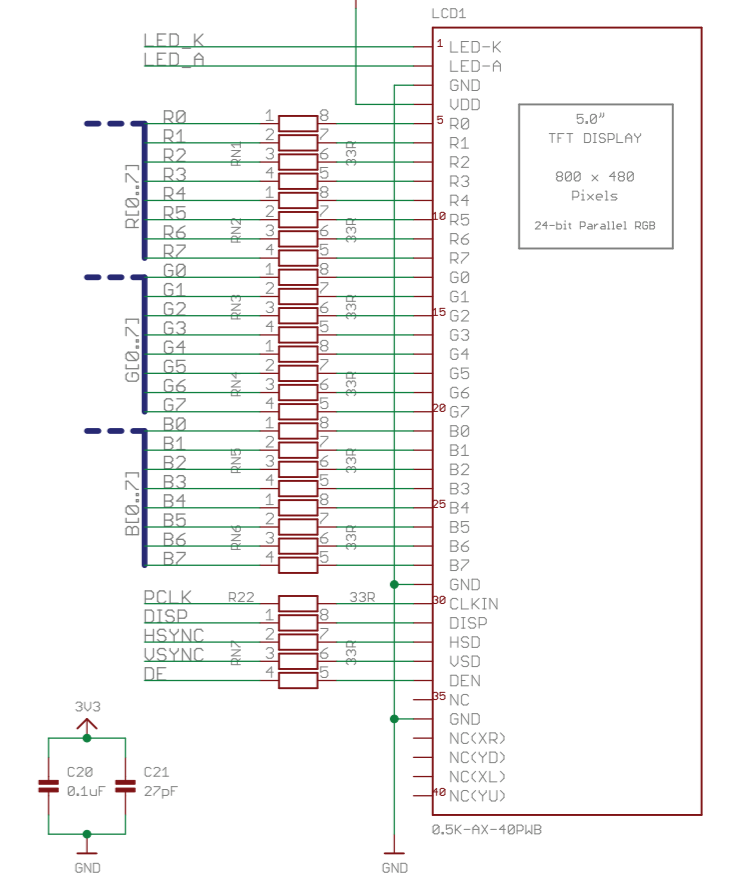 LCD1
LED_K 1 LED-K
LED_A LED-A
GND
VDD
R0 1 8 5 R0
R1 2 7 R1
R2 3 6 R2
R3 4 5 R3
RN1 33R
R4 1 8 R4
R5 2 7 10 R5
R6 3 6 R6
R7 4 5 R7
RN2 33R
R[0..7]
G0 1 8 G0
G1 2 7 G1
G2 3 6 15 G2
G3 4 5 G3
RN3 33R
G4 1 8 G4
G5 2 7 G5
G6 3 6 G6
G7 4 5 20 G7
RN4 33R
G[0..7]
B0 1 8 B0
B1 2 7 B1
B2 3 6 B2
B3 4 5 B3
RN5 33R
B4 1 8 25 B4
B5 2 7 B5
B6 3 6 B6
B7 4 5 B7
RN6 33R
B[0..7]
GND
PCLK R22 33R 30 CLKIN
DISP 1 8 DISP
HSYNC 2 7 HSD
VSYNC 3 6 VSD
DE 4 5 DEN
RN7 33R
35 NC
GND
NC(XR)
NC(YD)
NC(XL)
40 NC(YU)
5.0"
TFT DISPLAY
800 x 480
Pixels
24-bit Parallel RGB
3V3
C20 C21
0.1uF 27pF
GND
GND
0.5K-AX-40PWB